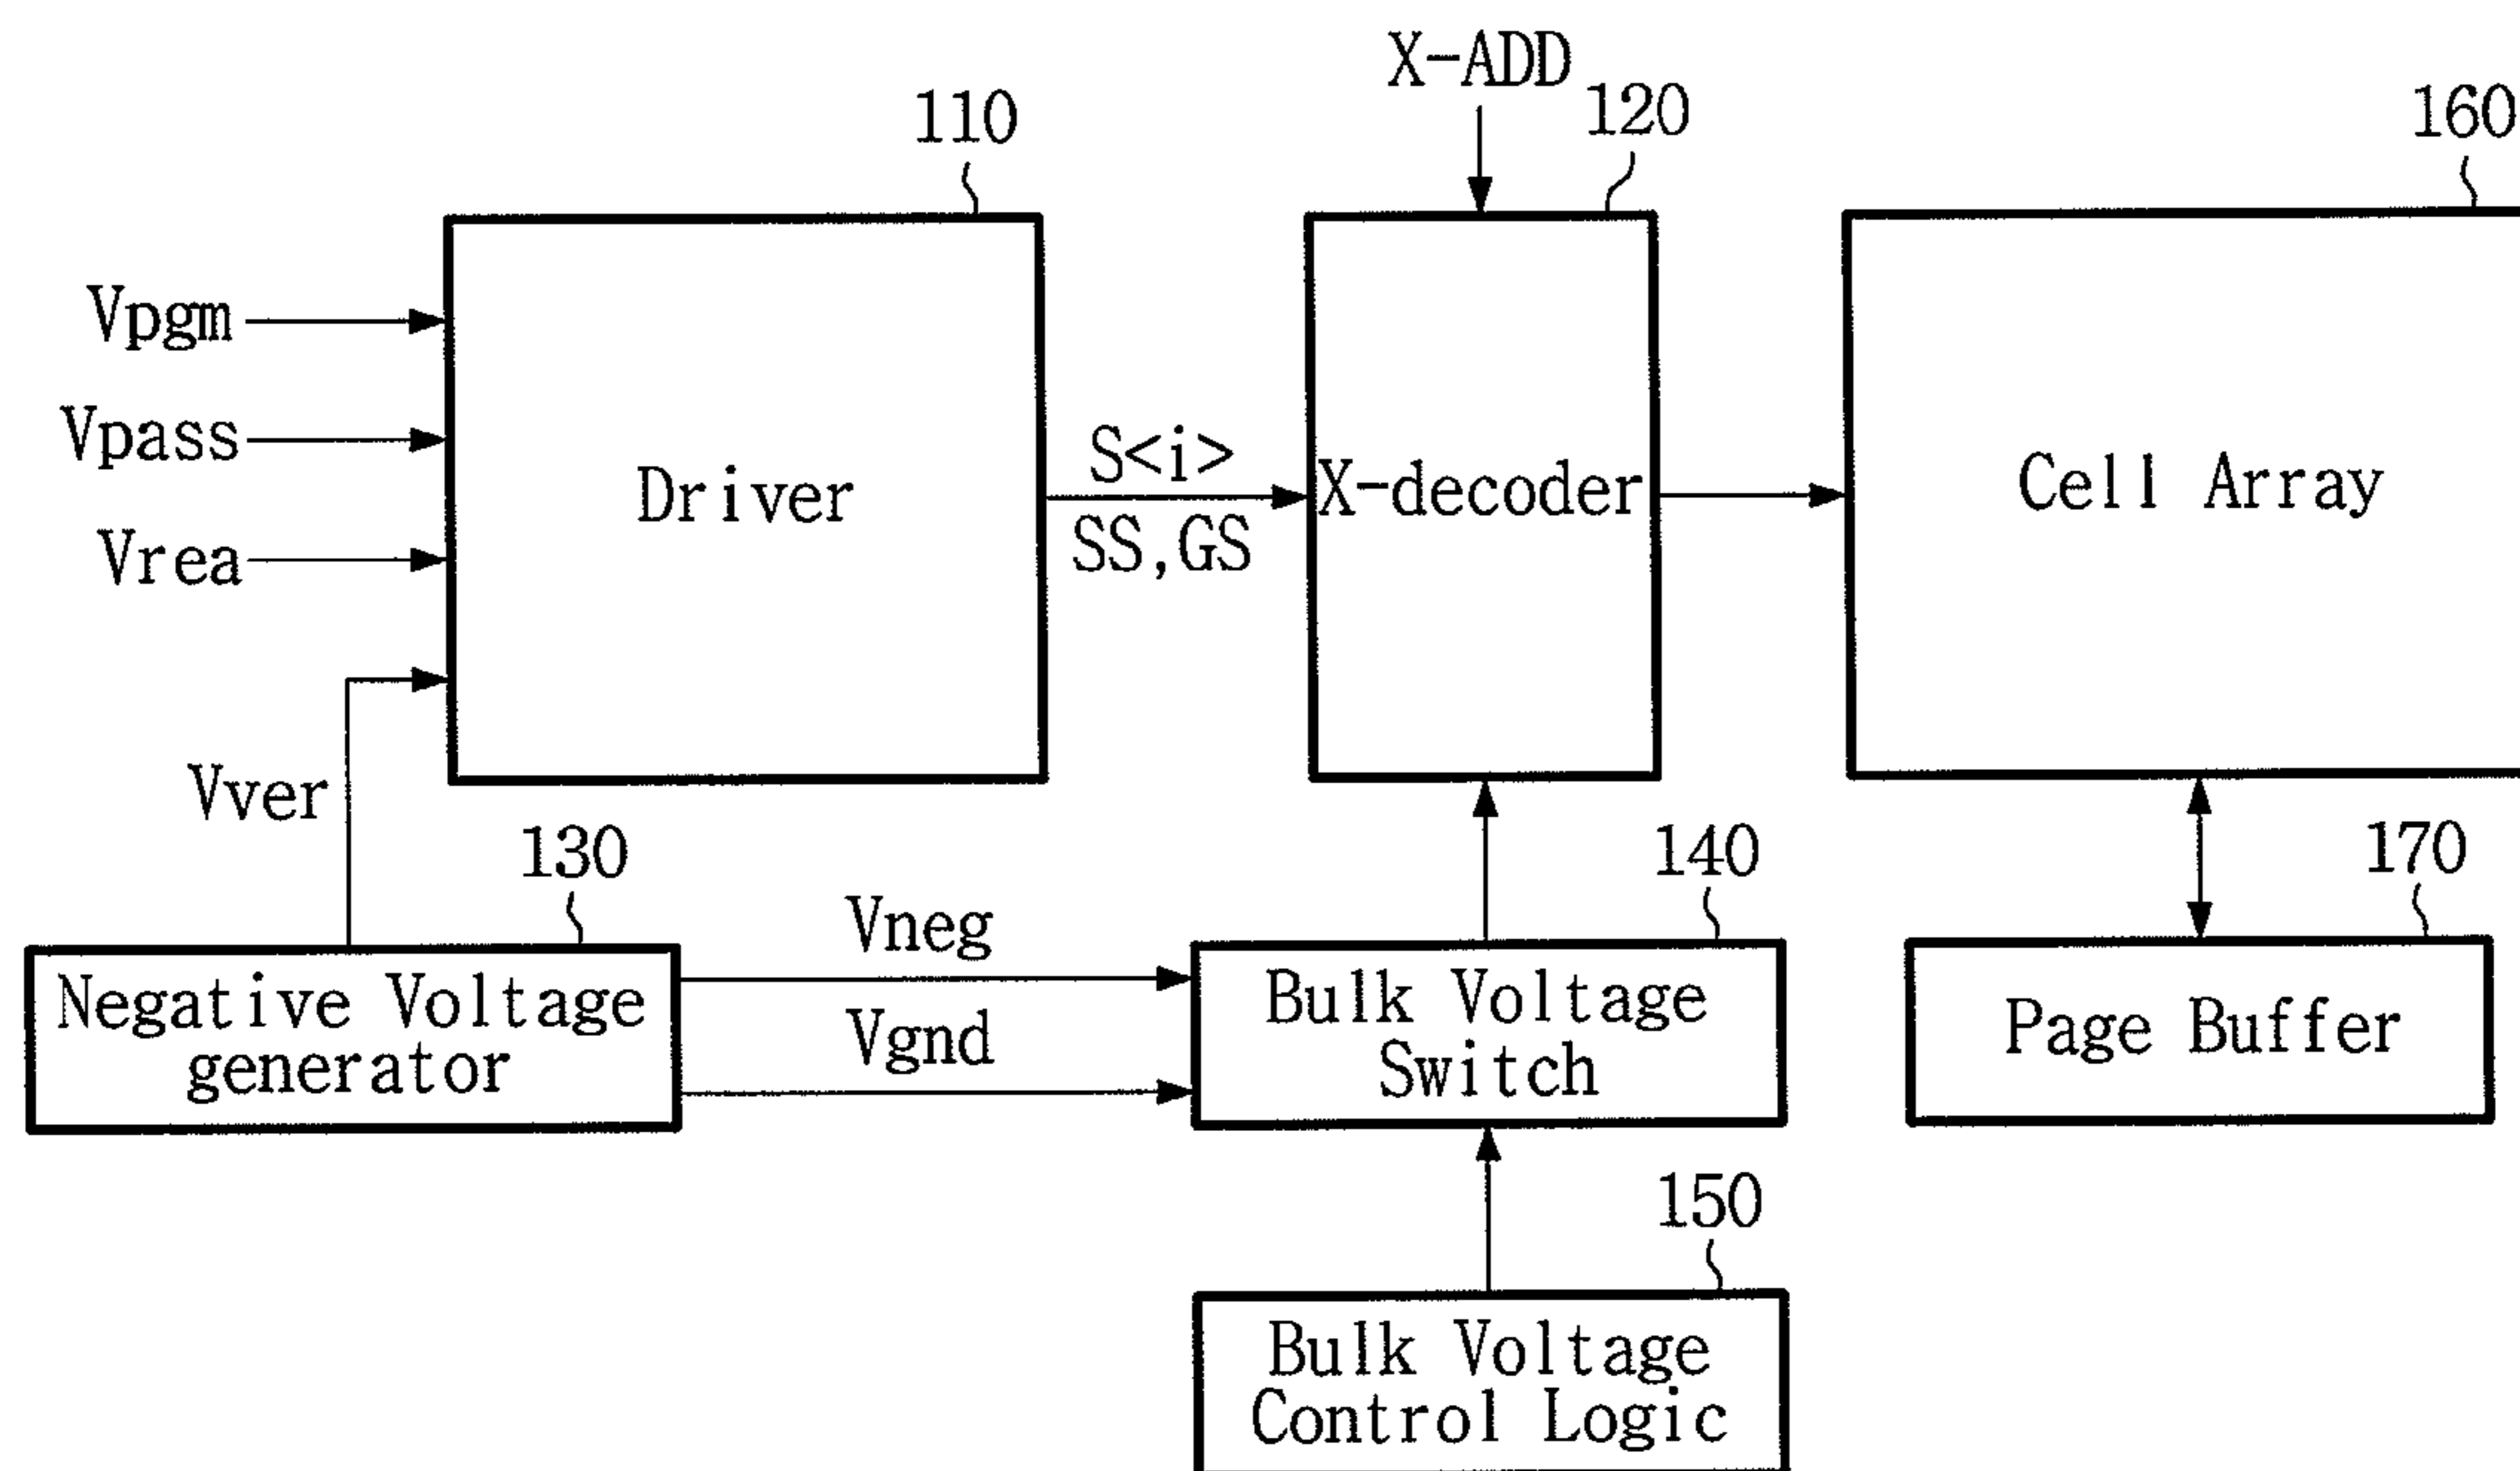 X-ADD
110
120
160
Vpgm
Vpass
Vrea
Driver
S<i>
SS,GS
X-decoder
Cell Array
Vver
130
140
170
Vneg
Vgnd
Negative Voltage
generator
Bulk Voltage
Switch
Page Buffer
150
Bulk Voltage
Control Logic